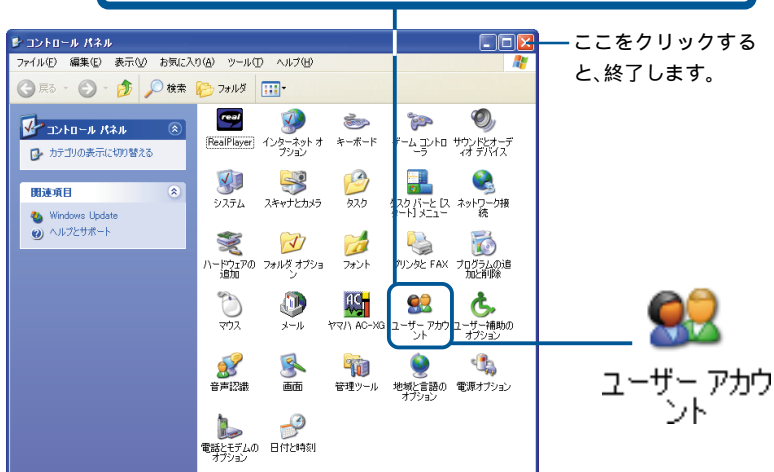 コントロール パネル
ファイル(F) 編集(E) 表示(V) お気に入り(A) ツール(T) ヘルプ(H)
戻る 検索 フォルダ
コントロール パネル
カテゴリの表示に切り替える
関連項目
Windows Update
ヘルプとサポート
real
RealPlayer
インターネット オ
プション
キーボード
ゲーム コントロ
ーラ
サウンドとオーデ
ィオ デバイス
システム
スキャナとカメラ
タスク
タスク バーと [ス
タート] メニュー
ネットワーク接
続
ハードウェアの
追加
フォルダ オプショ
ン
フォント
プリンタと FAX
プログラムの追
加と削除
マウス
メール
AC
XG
ヤマハ AC-XG
ユーザー アカウ
ント
ユーザー補助の
オプション
音声認識
画面
管理ツール
地域と言語の
オプション
電源オプション
電話とモデムの
オプション
日付と時刻
ここをクリックする
と、終了します。
ユーザー アカウ
ント